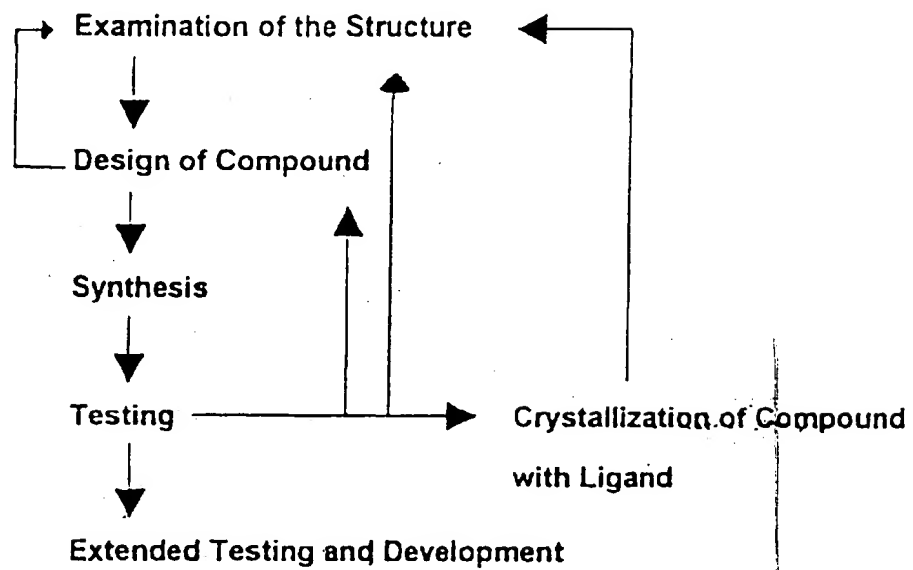 Examination of the Structure
Design of Compound
Synthesis
Testing
Crystallization of Compound
with Ligand
Extended Testing and Development